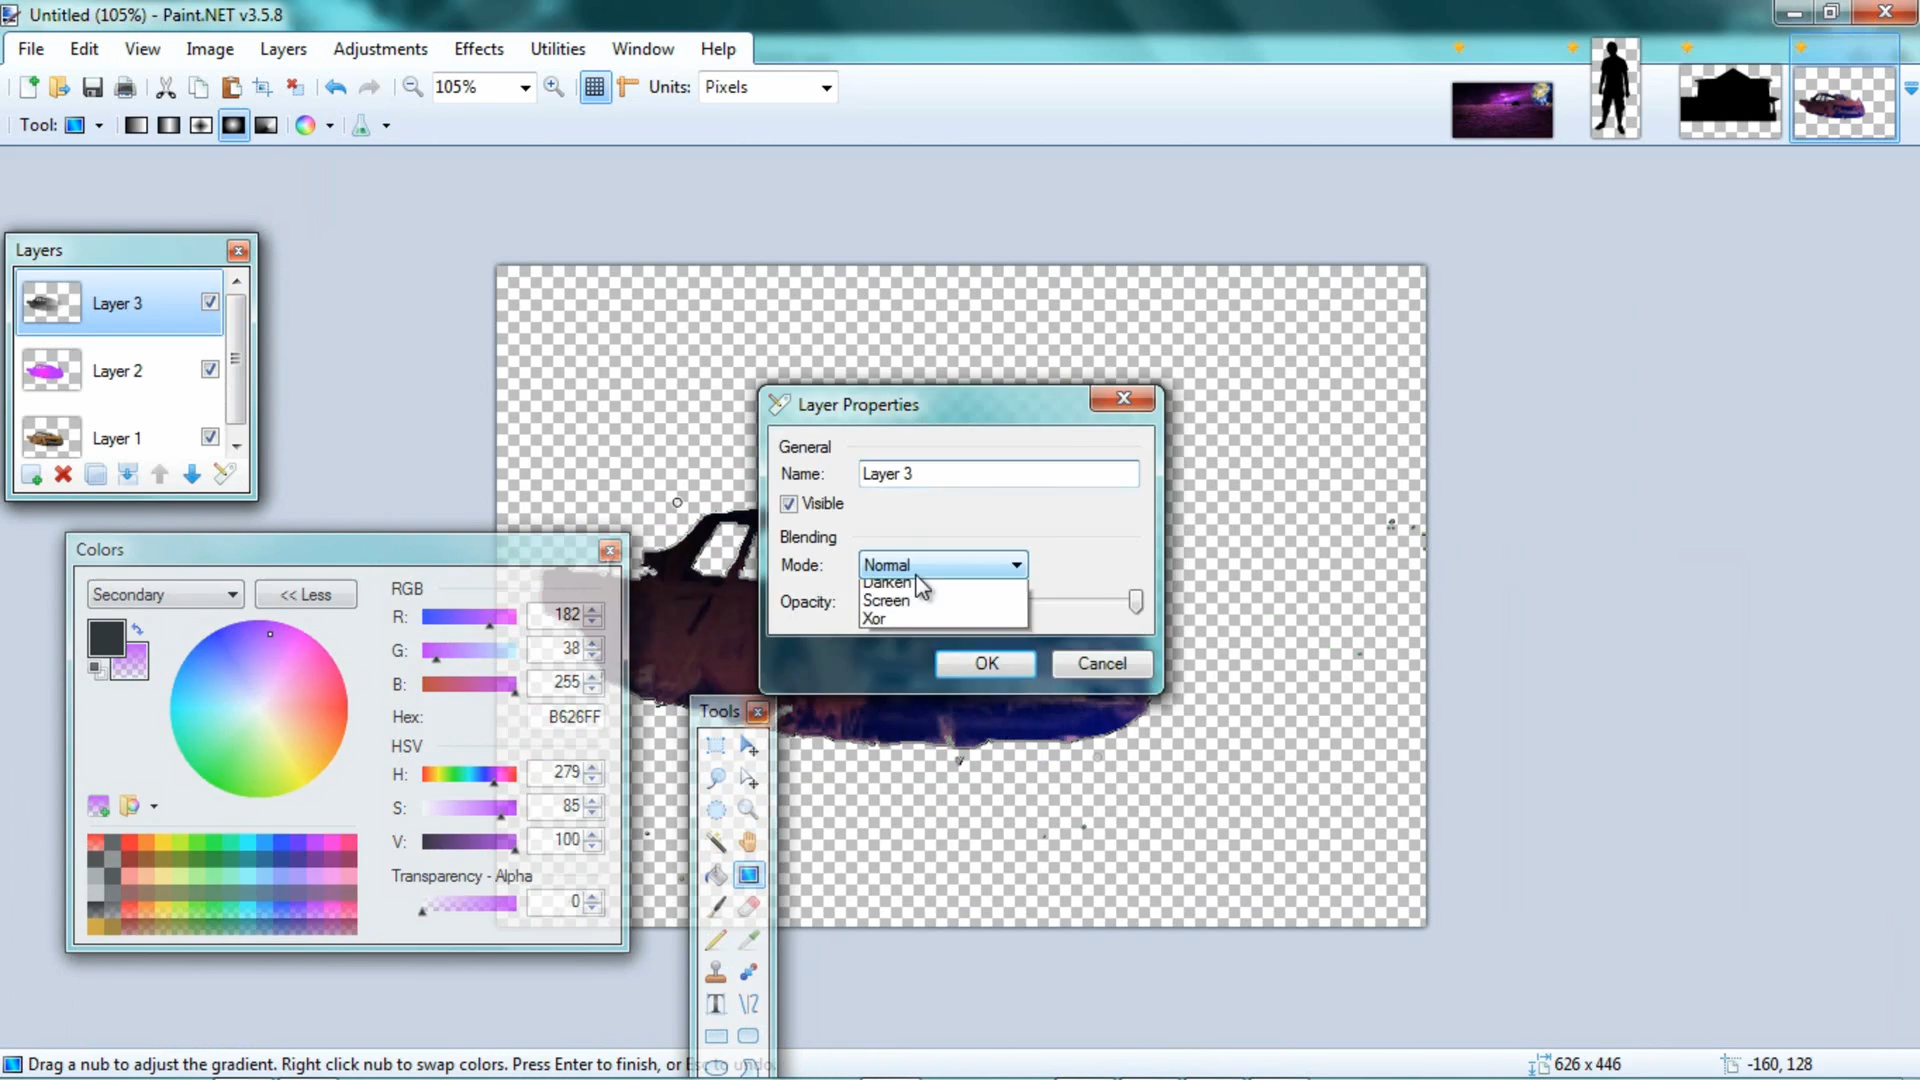 Untitled (105%) - Paint.NET v3.5.8
File Edit View Image Layers Adjustments Effects Utilities Window Help
105% Units: Pixels
Tool:
Layers
Layer 3
Layer 2
Layer 1
Layer Properties
General
Name: Layer 3
Visible
Blending
Mode: Normal
Darken
Opacity: Screen
Xor
OK Cancel
Colors
Secondary << Less
RGB
R: 182
G: 38
B: 255
Hex: B626FF
HSV
H: 279
S: 85
V: 100
Transparency - Alpha
0
Tools
Drag a nub to adjust the gradient. Right click nub to swap colors. Press Enter to finish, or Esc to undo.
626 x 446
-160, 128